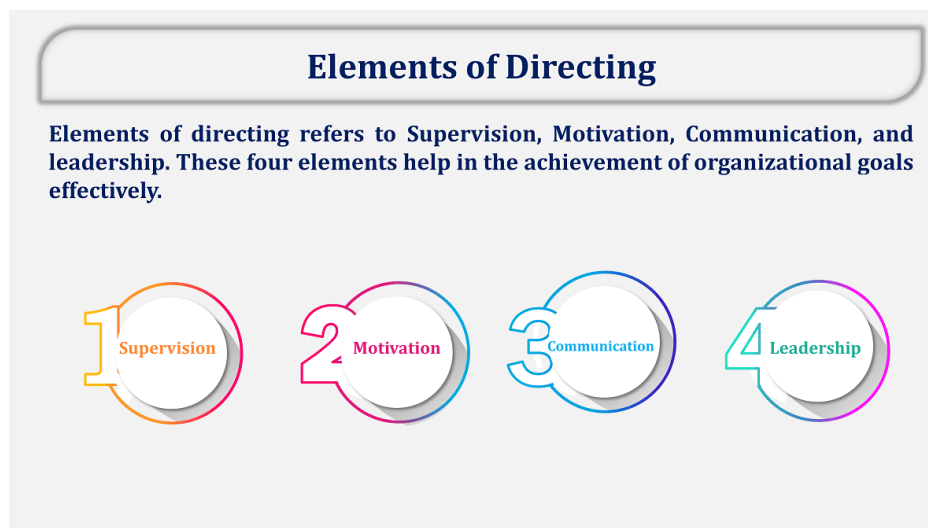 Elements of Directing
Elements of directing refers to Supervision, Motivation, Communication, and
leadership. These four elements help in the achievement of organizational goals
effectively.
1 Supervision
2 Motivation
3 Communication
4 Leadership